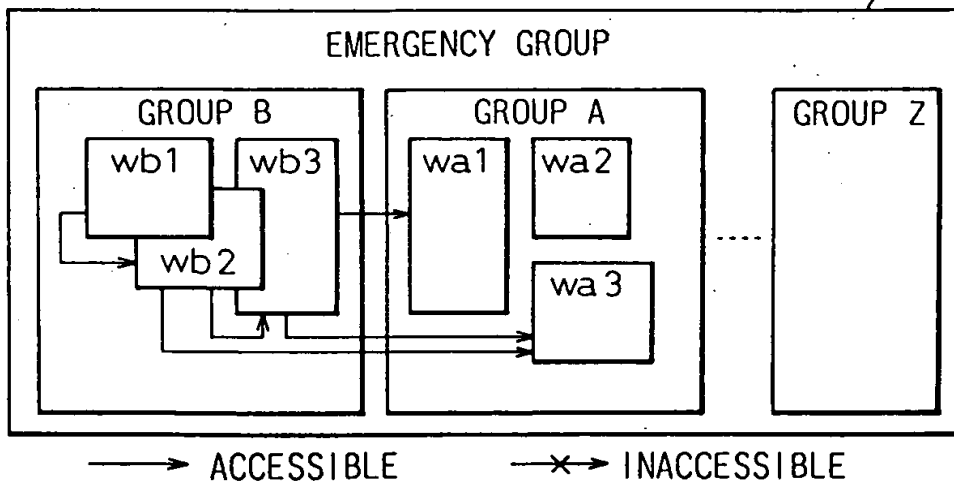 EMERGENCY GROUP
GROUP B
GROUP A
GROUP Z
wb1
wb3
wa1
wa2
wb2
wa3
ACCESSIBLE
INACCESSIBLE